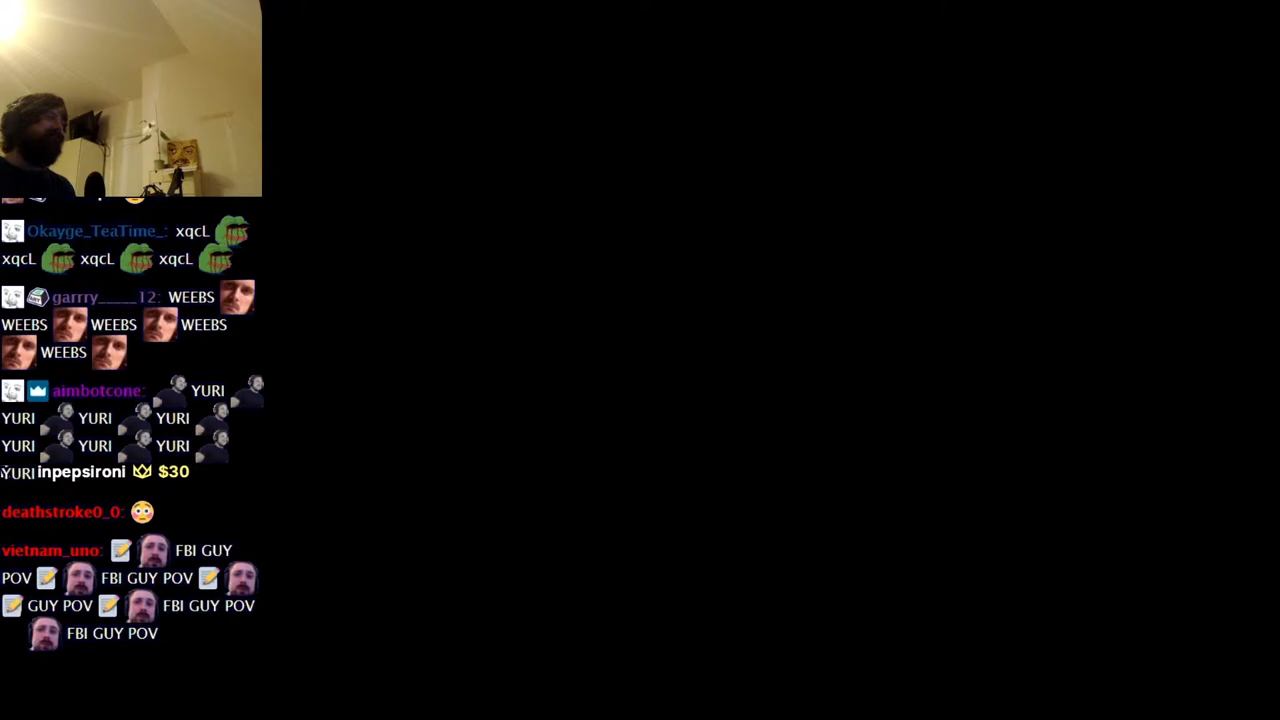 Okayge_TeaTime_: xqcL
xqcL xqcL xqcL
garrry_____12: WEEBS
WEEBS WEEBS WEEBS
WEEBS
aimbotcone: YURI
YURI YURI YURI
YURI YURI YURI
YURI inpepsironi $30
deathstroke0_0:
vietnam_uno: FBI GUY
POV FBI GUY POV
GUY POV FBI GUY POV
FBI GUY POV